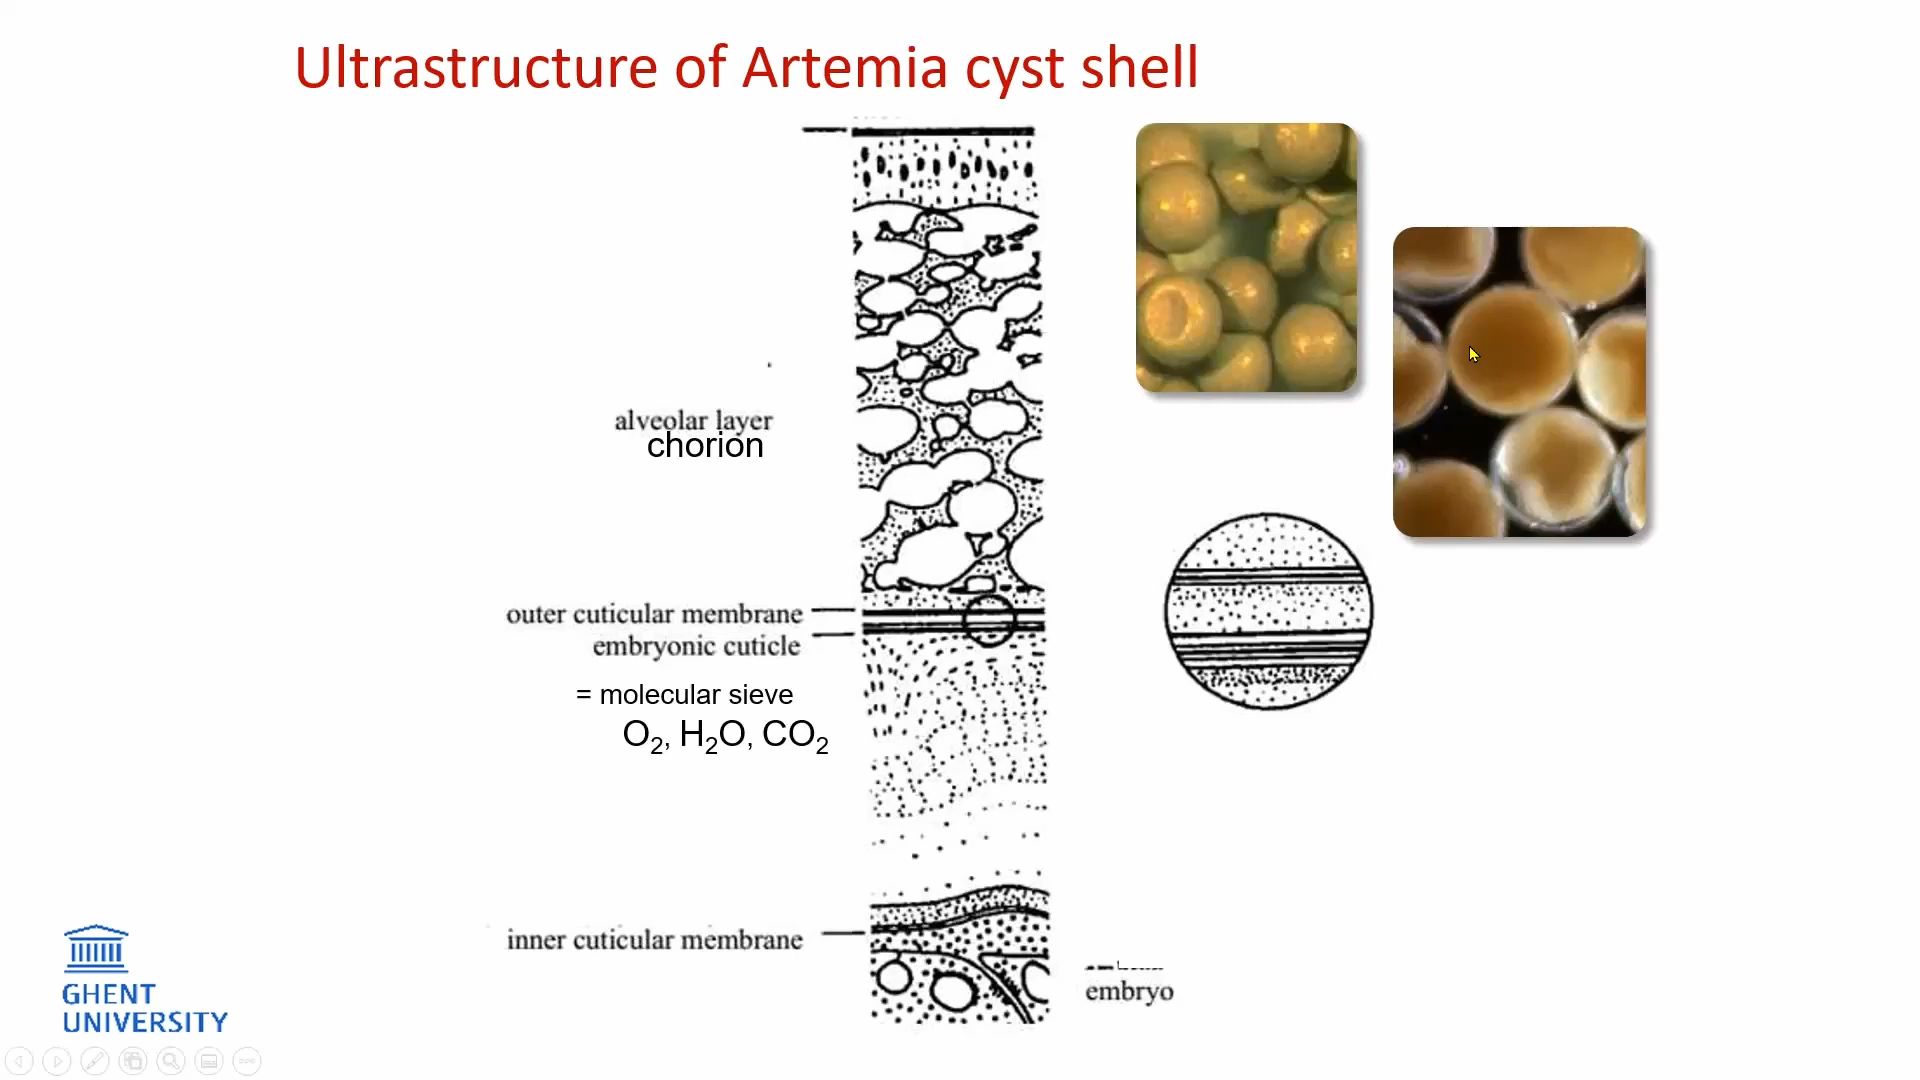 Ultrastructure of Artemia cyst shell
alveolar layer
chorion
outer cuticular membrane
embryonic cuticle
= molecular sieve
O₂, H₂O, CO₂
inner cuticular membrane
embryo
GHENT
UNIVERSITY